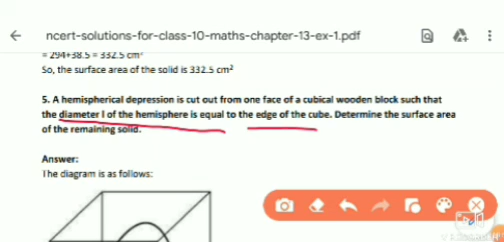 ncert-solutions-for-class-10-maths-chapter-13-ex-1.pdf
= 294+38.5 = 332.5 cm²
So, the surface area of the solid is 332.5 cm²
5. A hemispherical depression is cut out from one face of a cubical wooden block such that
the diameter l of the hemisphere is equal to the edge of the cube. Determine the surface area
of the remaining solid.
Answer:
The diagram is as follows: